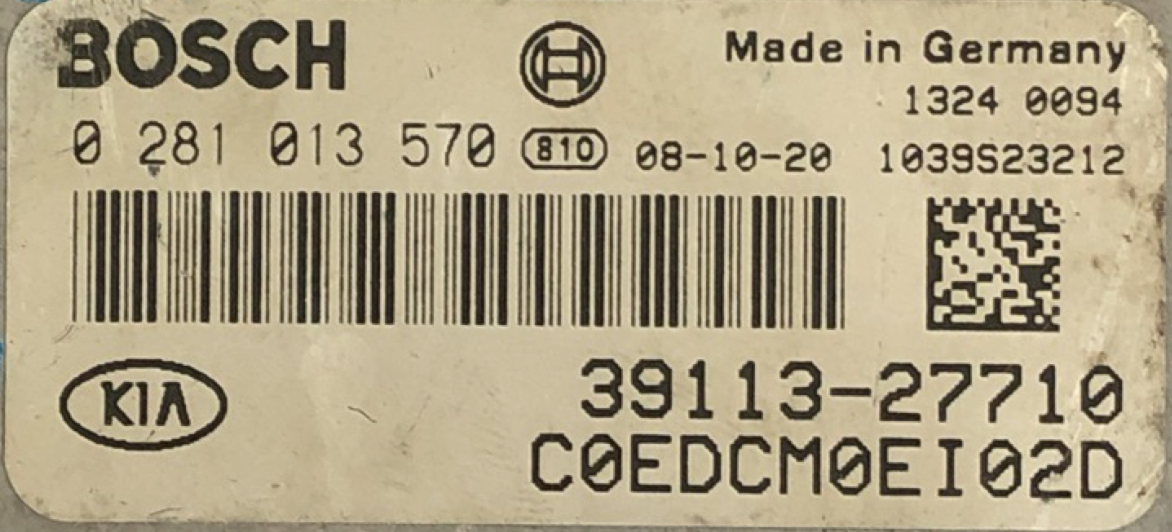 BOSCH
Made in Germany
1324 0094
0 281 013 570 810 08-10-20 1039S23212
KIA
39113-27710
C0EDCM0EI02D